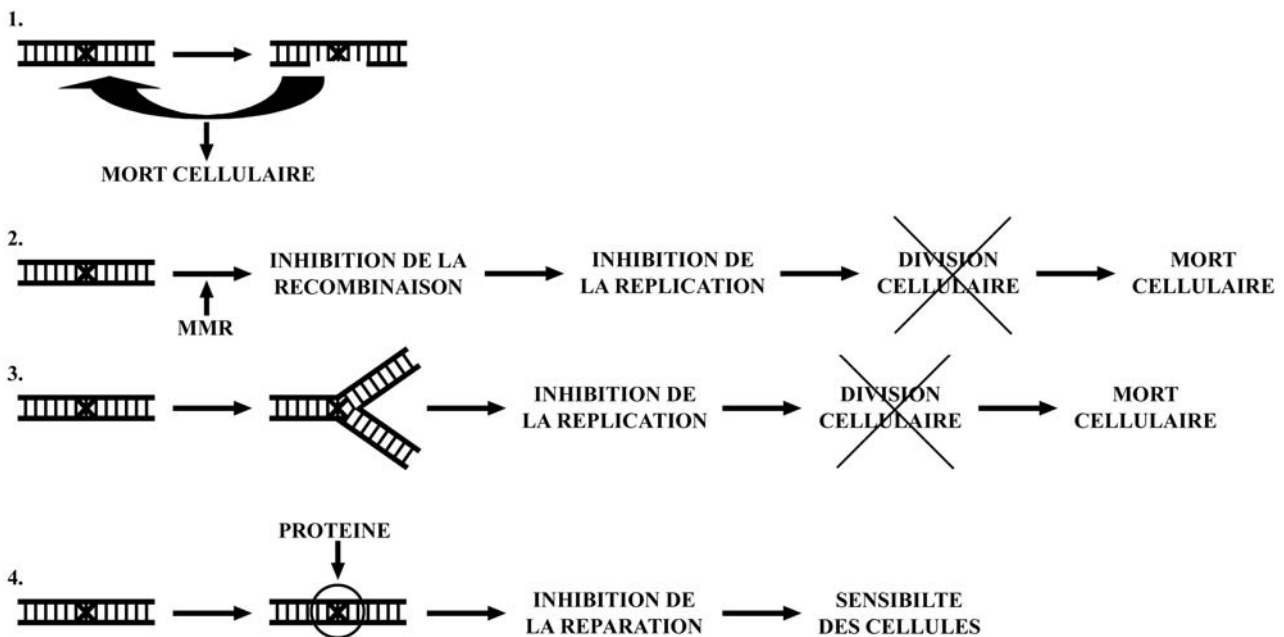 1.
MORT CELLULAIRE
2.
INHIBITION DE LA
RECOMBINAISON
INHIBITION DE
LA REPLICATION
DIVISION
CELLULAIRE
MORT
CELLULAIRE
MMR
3.
INHIBITION DE
LA REPLICATION
DIVISION
CELLULAIRE
MORT
CELLULAIRE
PROTEINE
4.
INHIBITION DE
LA REPARATION
SENSIBILTE
DES CELLULES